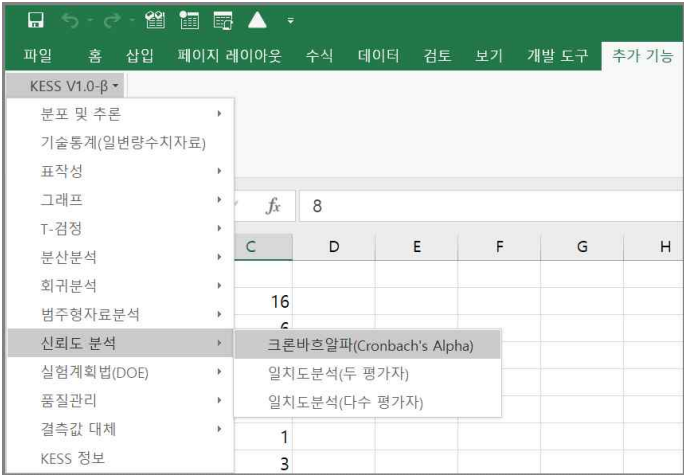 파일 홈 삽입 페이지 레이아웃 수식 데이터 검토 보기 개발 도구 추가 기능
KESS V1.0-β
분포 및 추론
기술통계(일변량수치자료)
표작성
그래프
fx 8
T-검정
C D E F G H
분산분석
회귀분석
16
범주형자료분석
신뢰도 분석
크론바흐알파(Cronbach's Alpha)
실험계획법(DOE)
일치도분석(두 평가자)
품질관리
일치도분석(다수 평가자)
결측값 대체
1
KESS 정보
3